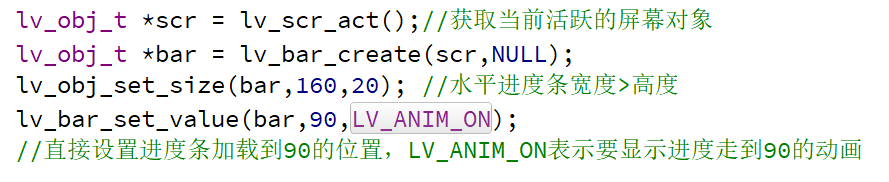 lv_obj_t *scr = lv_scr_act();//获取当前活跃的屏幕对象
lv_obj_t *bar = lv_bar_create(scr,NULL);
lv_obj_set_size(bar,160,20); //水平进度条宽度>高度
lv_bar_set_value(bar,90,LV_ANIM_ON);
//直接设置进度条加载到90的位置，LV_ANIM_ON表示要显示进度走到90的动画